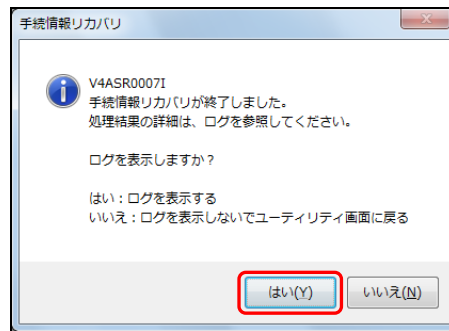 手続情報リカバリ
V4ASR0007I
手続情報リカバリが終了しました。
処理結果の詳細は、ログを参照してください。
ログを表示しますか？
はい：ログを表示する
いいえ：ログを表示しないでユーティリティ画面に戻る
はい(Y) いいえ(N)